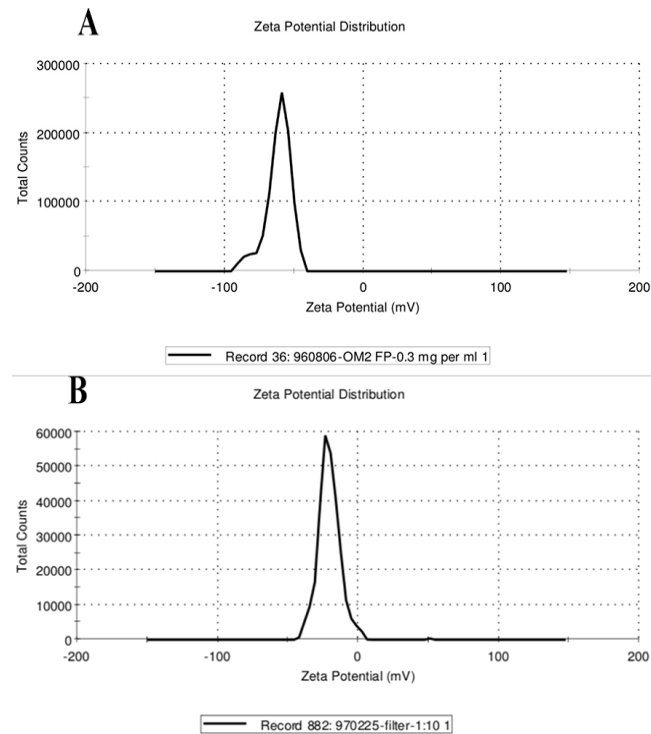 A
Zeta Potential Distribution
300000
200000
100000
0
Total Counts
-200 -100 0 100 200
Zeta Potential (mV)
Record 36: 960806-OM2 FP-0.3 mg per ml 1
B
Zeta Potential Distribution
60000
50000
40000
30000
20000
10000
0
Total Counts
-200 -100 0 100 200
Zeta Potential (mV)
Record 882: 970225-filter-1:10 1